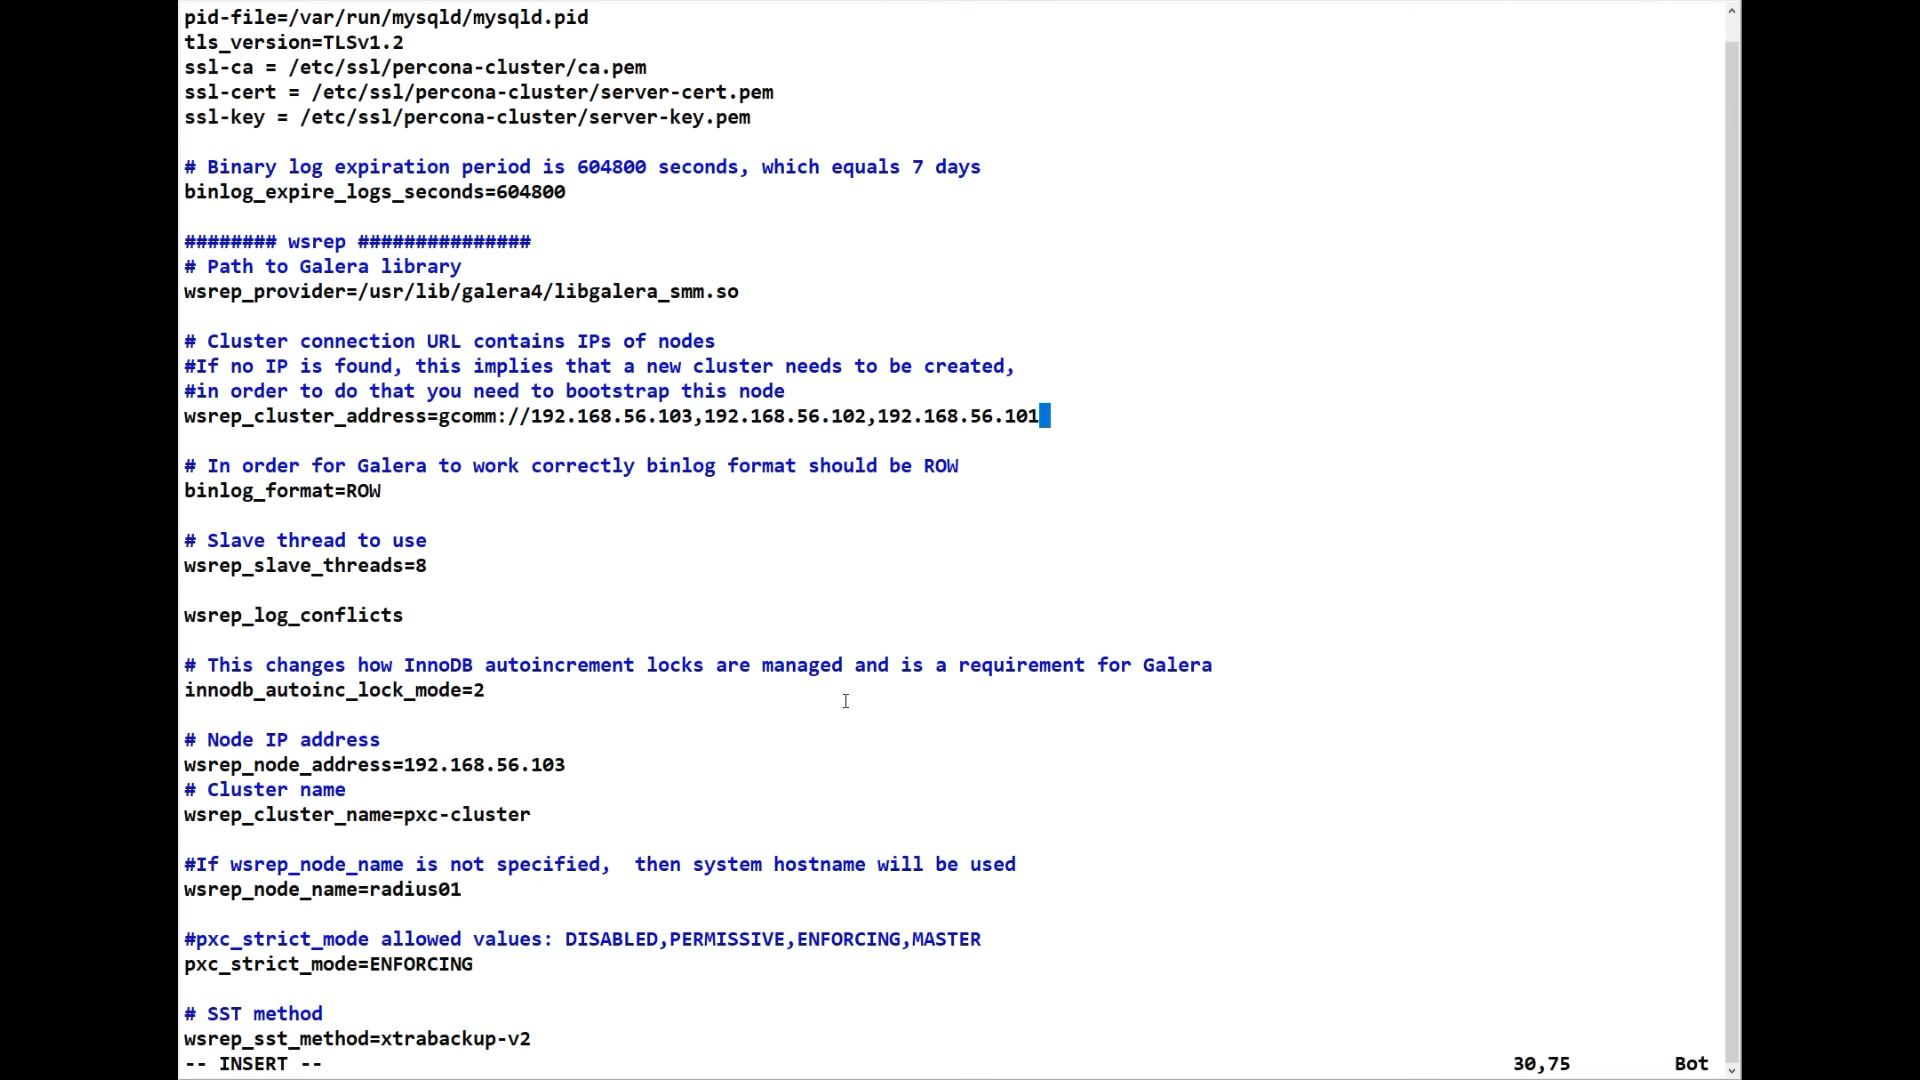 pid-file=/var/run/mysqld/mysqld.pid
tls_version=TLSv1.2
ssl-ca = /etc/ssl/percona-cluster/ca.pem
ssl-cert = /etc/ssl/percona-cluster/server-cert.pem
ssl-key = /etc/ssl/percona-cluster/server-key.pem
# Binary log expiration period is 604800 seconds, which equals 7 days
binlog_expire_logs_seconds=604800
######## wsrep ###############
# Path to Galera library
wsrep_provider=/usr/lib/galera4/libgalera_smm.so
# Cluster connection URL contains IPs of nodes
#If no IP is found, this implies that a new cluster needs to be created,
#in order to do that you need to bootstrap this node
wsrep_cluster_address=gcomm://192.168.56.103,192.168.56.102,192.168.56.101
# In order for Galera to work correctly binlog format should be ROW
binlog_format=ROW
# Slave thread to use
wsrep_slave_threads=8
wsrep_log_conflicts
# This changes how InnoDB autoincrement locks are managed and is a requirement for Galera
innodb_autoinc_lock_mode=2
# Node IP address
wsrep_node_address=192.168.56.103
# Cluster name
wsrep_cluster_name=pxc-cluster
#If wsrep_node_name is not specified,  then system hostname will be used
wsrep_node_name=radius01
#pxc_strict_mode allowed values: DISABLED,PERMISSIVE,ENFORCING,MASTER
pxc_strict_mode=ENFORCING
# SST method
wsrep_sst_method=xtrabackup-v2
-- INSERT -- 30,75 Bot